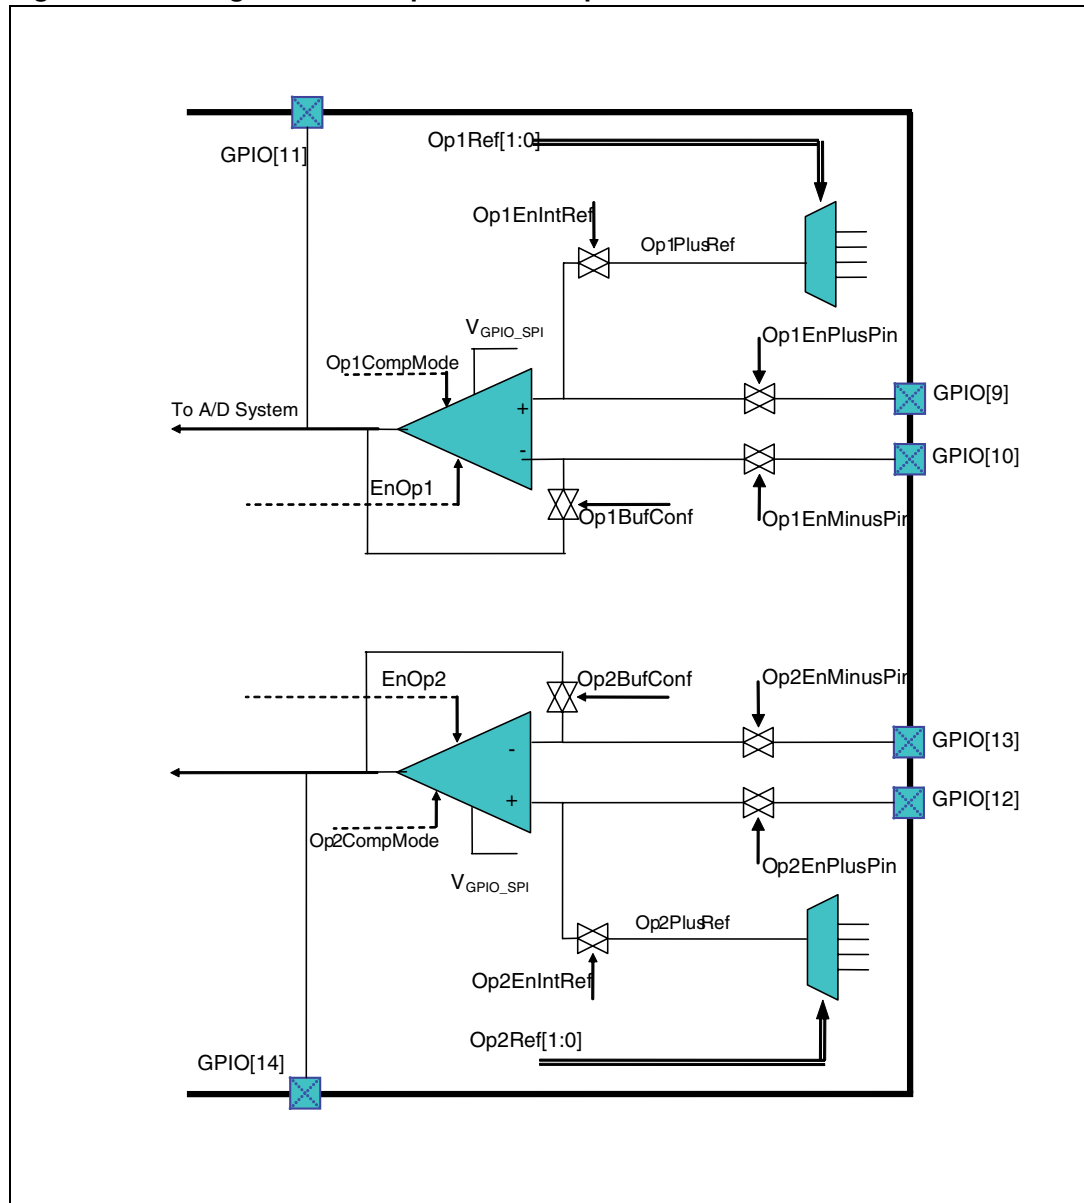 Op1Ref[1:0]
GPIO[11]
Op1EnIntRef
Op1PlusRef
VGPIO_SPI
Op1EnPlusPin
Op1CompMode
GPIO[9]
To A/D System
+
-
GPIO[10]
EnOp1
Op1BufConf
Op1EnMinusPin
EnOp2
Op2BufConf
Op2EnMinusPin
GPIO[13]
-
+
GPIO[12]
Op2CompMode
Op2EnPlusPin
VGPIO_SPI
Op2PlusRef
Op2EnIntRef
Op2Ref[1:0]
GPIO[14]